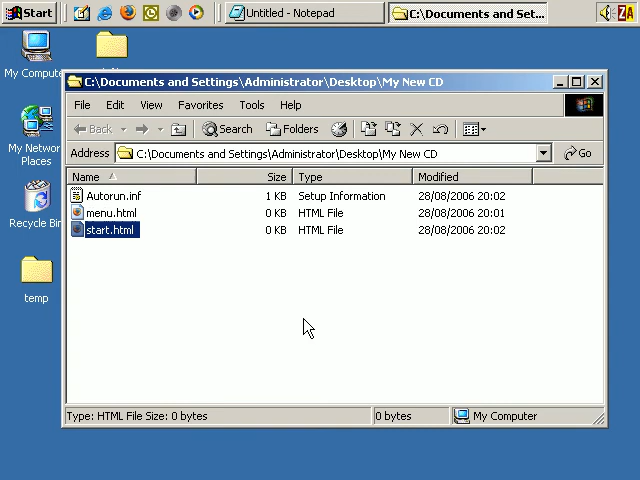 Start
Untitled - Notepad
C:\Documents and Set...
ZA
My Compute
C:\Documents and Settings\Administrator\Desktop\My New CD
File Edit View Favorites Tools Help
Back Search Folders
Address C:\Documents and Settings\Administrator\Desktop\My New CD Go
Name Size Type Modified
Autorun.inf 1 KB Setup Information 28/08/2006 20:02
menu.html 0 KB HTML File 28/08/2006 20:01
start.html 0 KB HTML File 28/08/2006 20:02
My Networ
Places
Recycle Bin
temp
Type: HTML File Size: 0 bytes 0 bytes My Computer